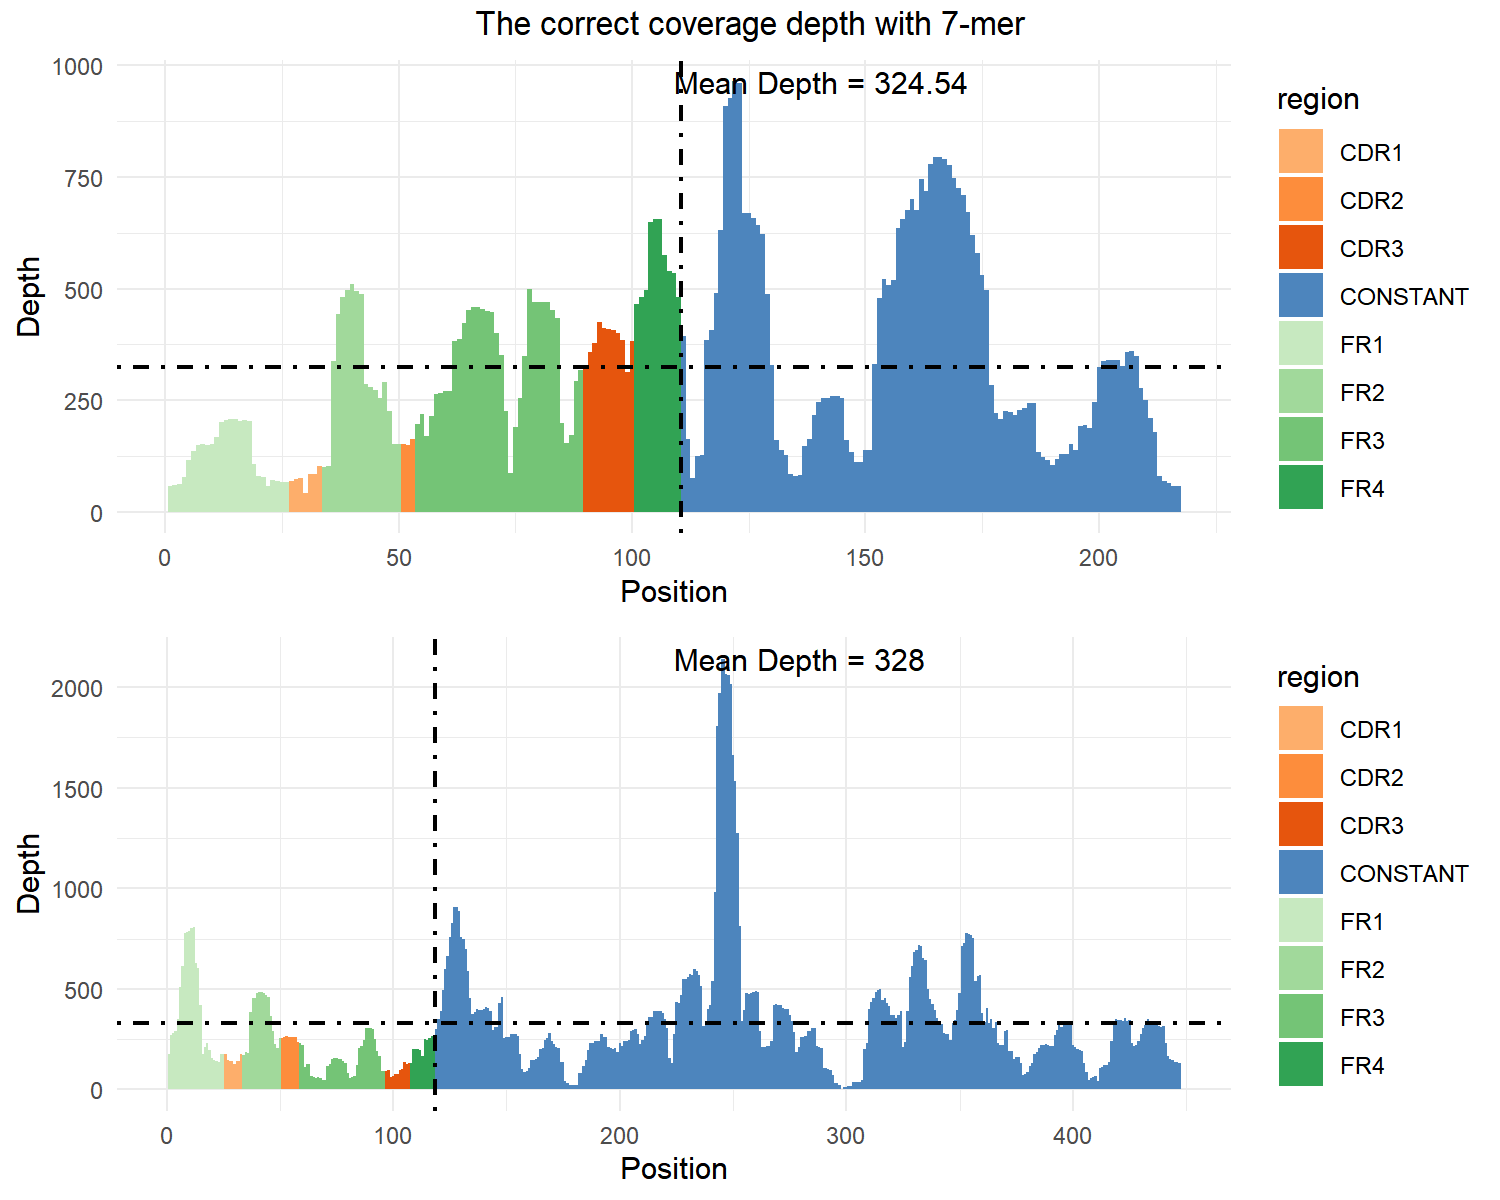 The correct coverage depth with 7-mer
Mean Depth = 324.54
1000
750
500
250
0
Depth
0 50 100 150 200
Position
region
CDR1
CDR2
CDR3
CONSTANT
FR1
FR2
FR3
FR4
Mean Depth = 328
2000
1500
1000
500
0
Depth
0 100 200 300 400
Position
region
CDR1
CDR2
CDR3
CONSTANT
FR1
FR2
FR3
FR4